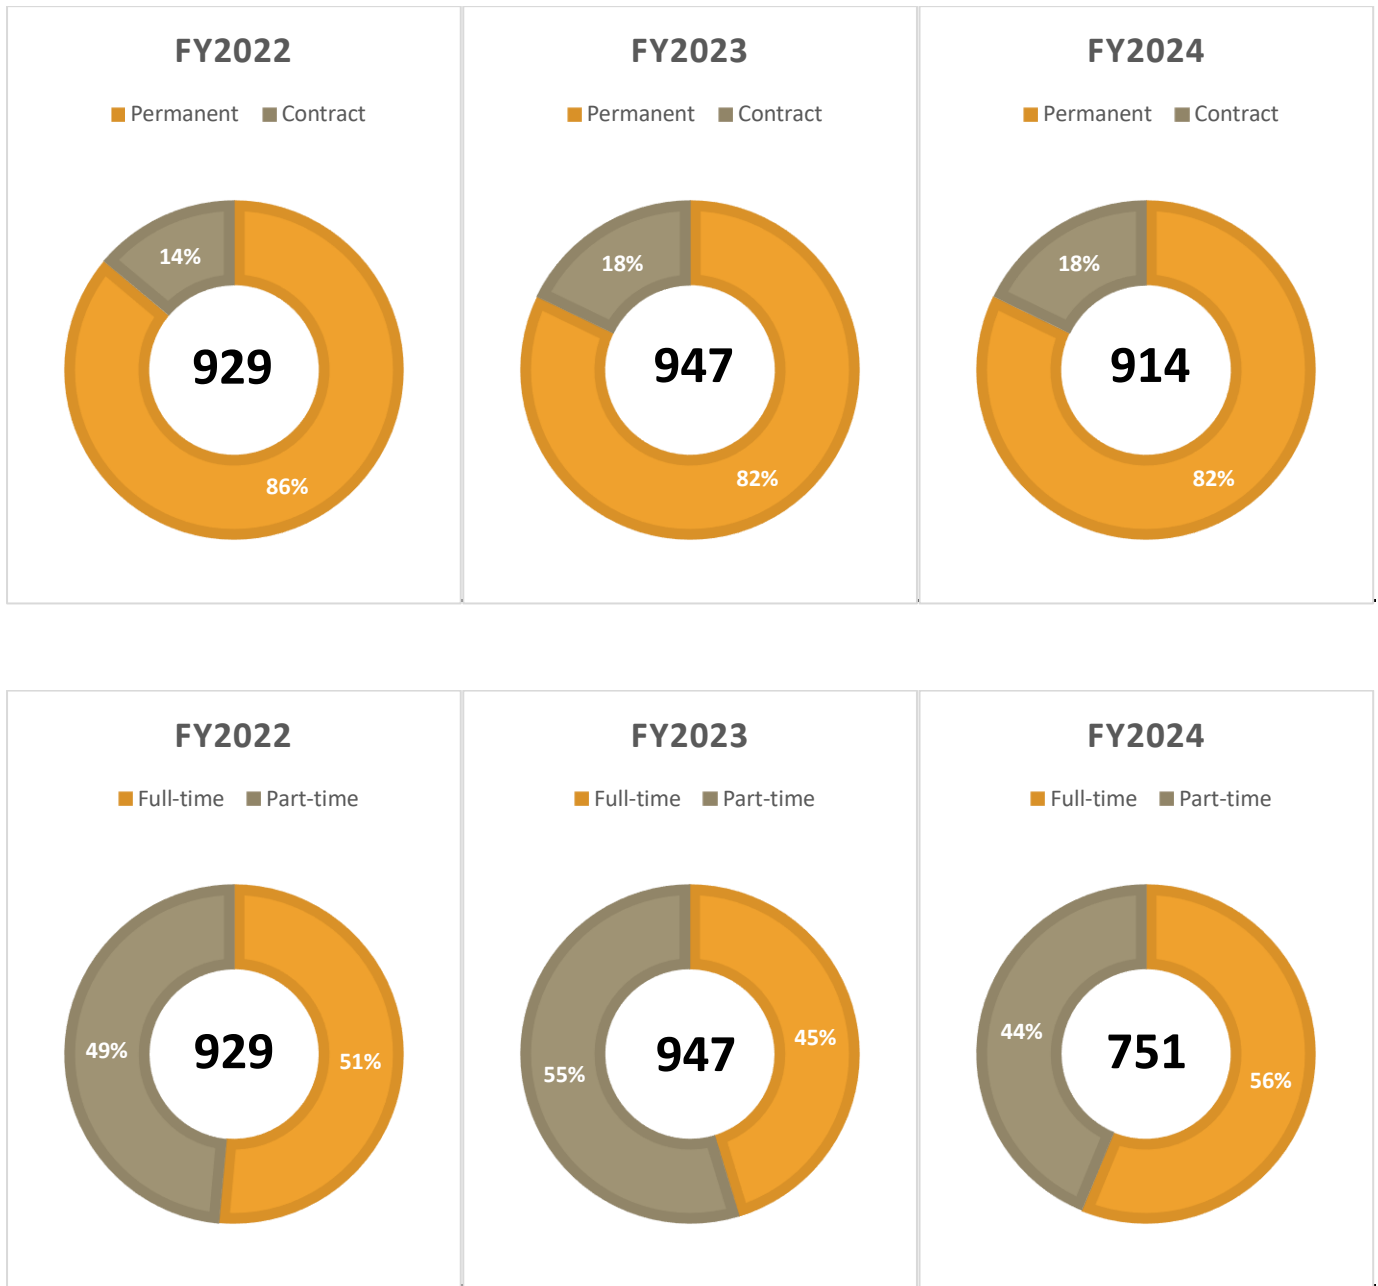 FY2022
Permanent Contract
14%
929
86%
FY2023
Permanent Contract
18%
947
82%
FY2024
Permanent Contract
18%
914
82%
FY2022
Full-time Part-time
49%
929
51%
FY2023
Full-time Part-time
45%
947
55%
FY2024
Full-time Part-time
44%
751
56%